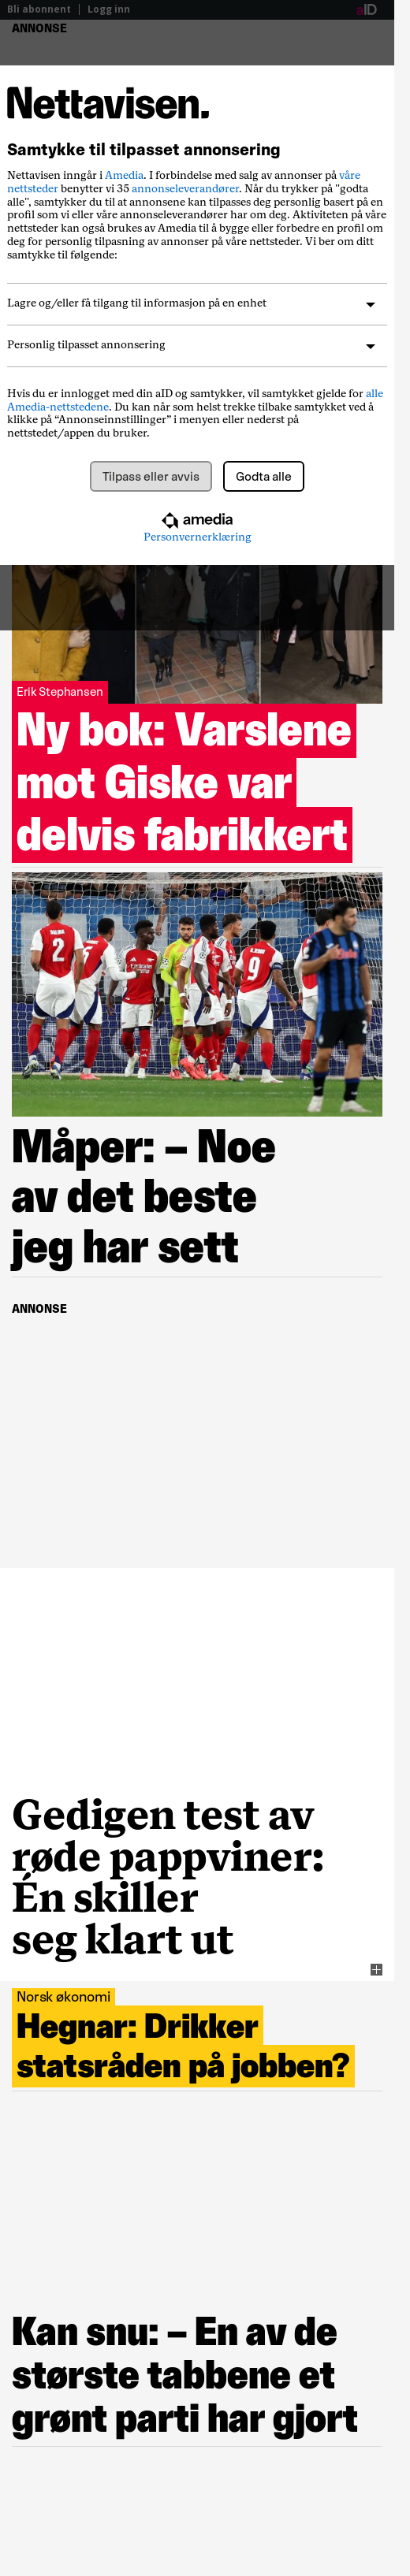 Bli abonnent | Logg inn aID
ANNONSE
Nettavisen.
Samtykke til tilpasset annonsering
Nettavisen inngår i Amedia. I forbindelse med salg av annonser på våre
nettsteder benytter vi 35 annonseleverandører. Når du trykker på "godta
alle", samtykker du til at annonsene kan tilpasses deg personlig basert på en
profil som vi eller våre annonseleverandører har om deg. Aktiviteten på våre
nettsteder kan også brukes av Amedia til å bygge eller forbedre en profil om
deg for personlig tilpasning av annonser på våre nettsteder. Vi ber om ditt
samtykke til følgende:
Lagre og/eller få tilgang til informasjon på en enhet
Personlig tilpasset annonsering
Hvis du er innlogget med din aID og samtykker, vil samtykket gjelde for alle
Amedia-nettstedene. Du kan når som helst trekke tilbake samtykket ved å
klikke på “Annonseinnstillinger” i menyen eller nederst på
nettstedet/appen du bruker.
Tilpass eller avvis Godta alle
amedia
Personvernerklæring
Erik Stephansen
Ny bok: Varslene
mot Giske var
delvis fabrikkert
Måper: – Noe
av det beste
jeg har sett
ANNONSE
Gedigen test av
røde pappviner:
Én skiller
seg klart ut
Norsk økonomi
Hegnar: Drikker
statsråden på jobben?
Kan snu: – En av de
største tabbene et
grønt parti har gjort